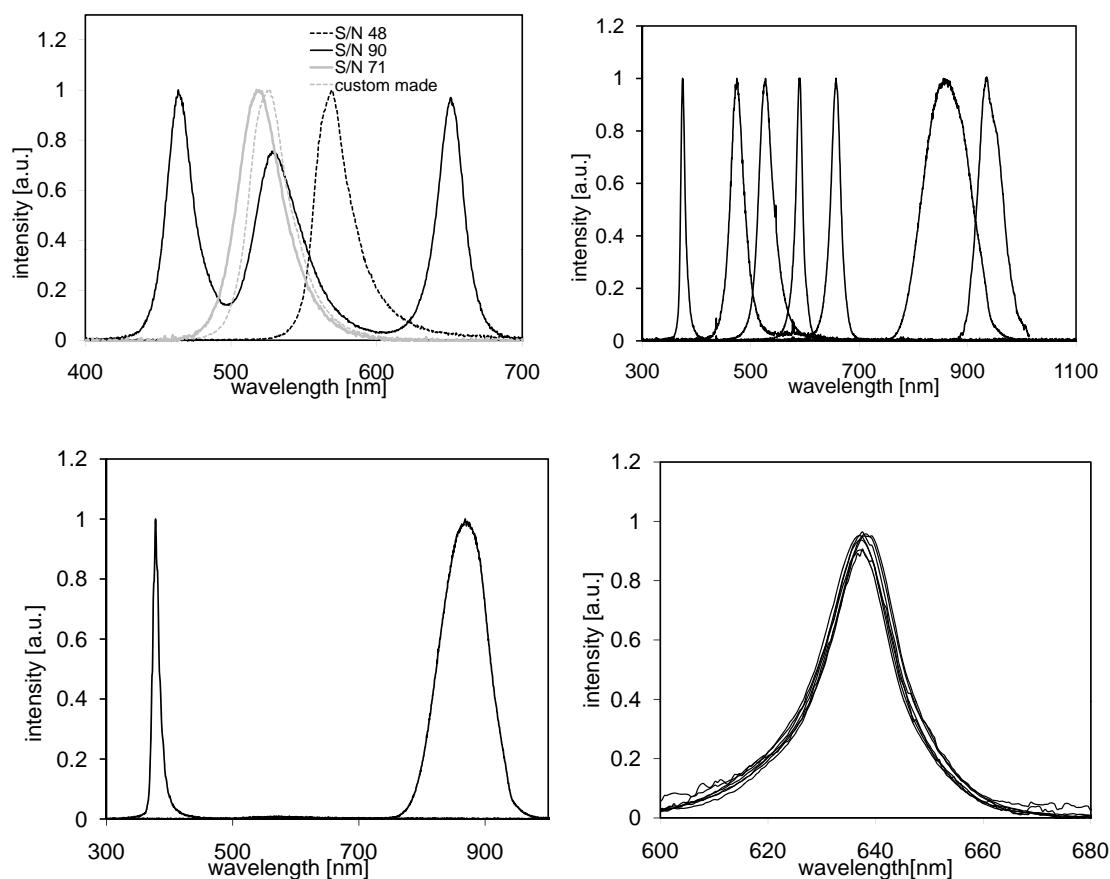 1.2
1
0.8
0.6
0.4
0.2
0
intensity [a.u.]
400 500 600 700
wavelength [nm]
S/N 48
S/N 90
S/N 71
custom made
1.2
1
0.8
0.6
0.4
0.2
0
intensity [a.u.]
300 500 700 900 1100
wavelength [nm]
1.2
1
0.8
0.6
0.4
0.2
0
intensity [a.u.]
300 500 700 900
wavelength [nm]
1.2
1
0.8
0.6
0.4
0.2
0
intensity [a.u.]
600 620 640 660 680
wavelength[nm]